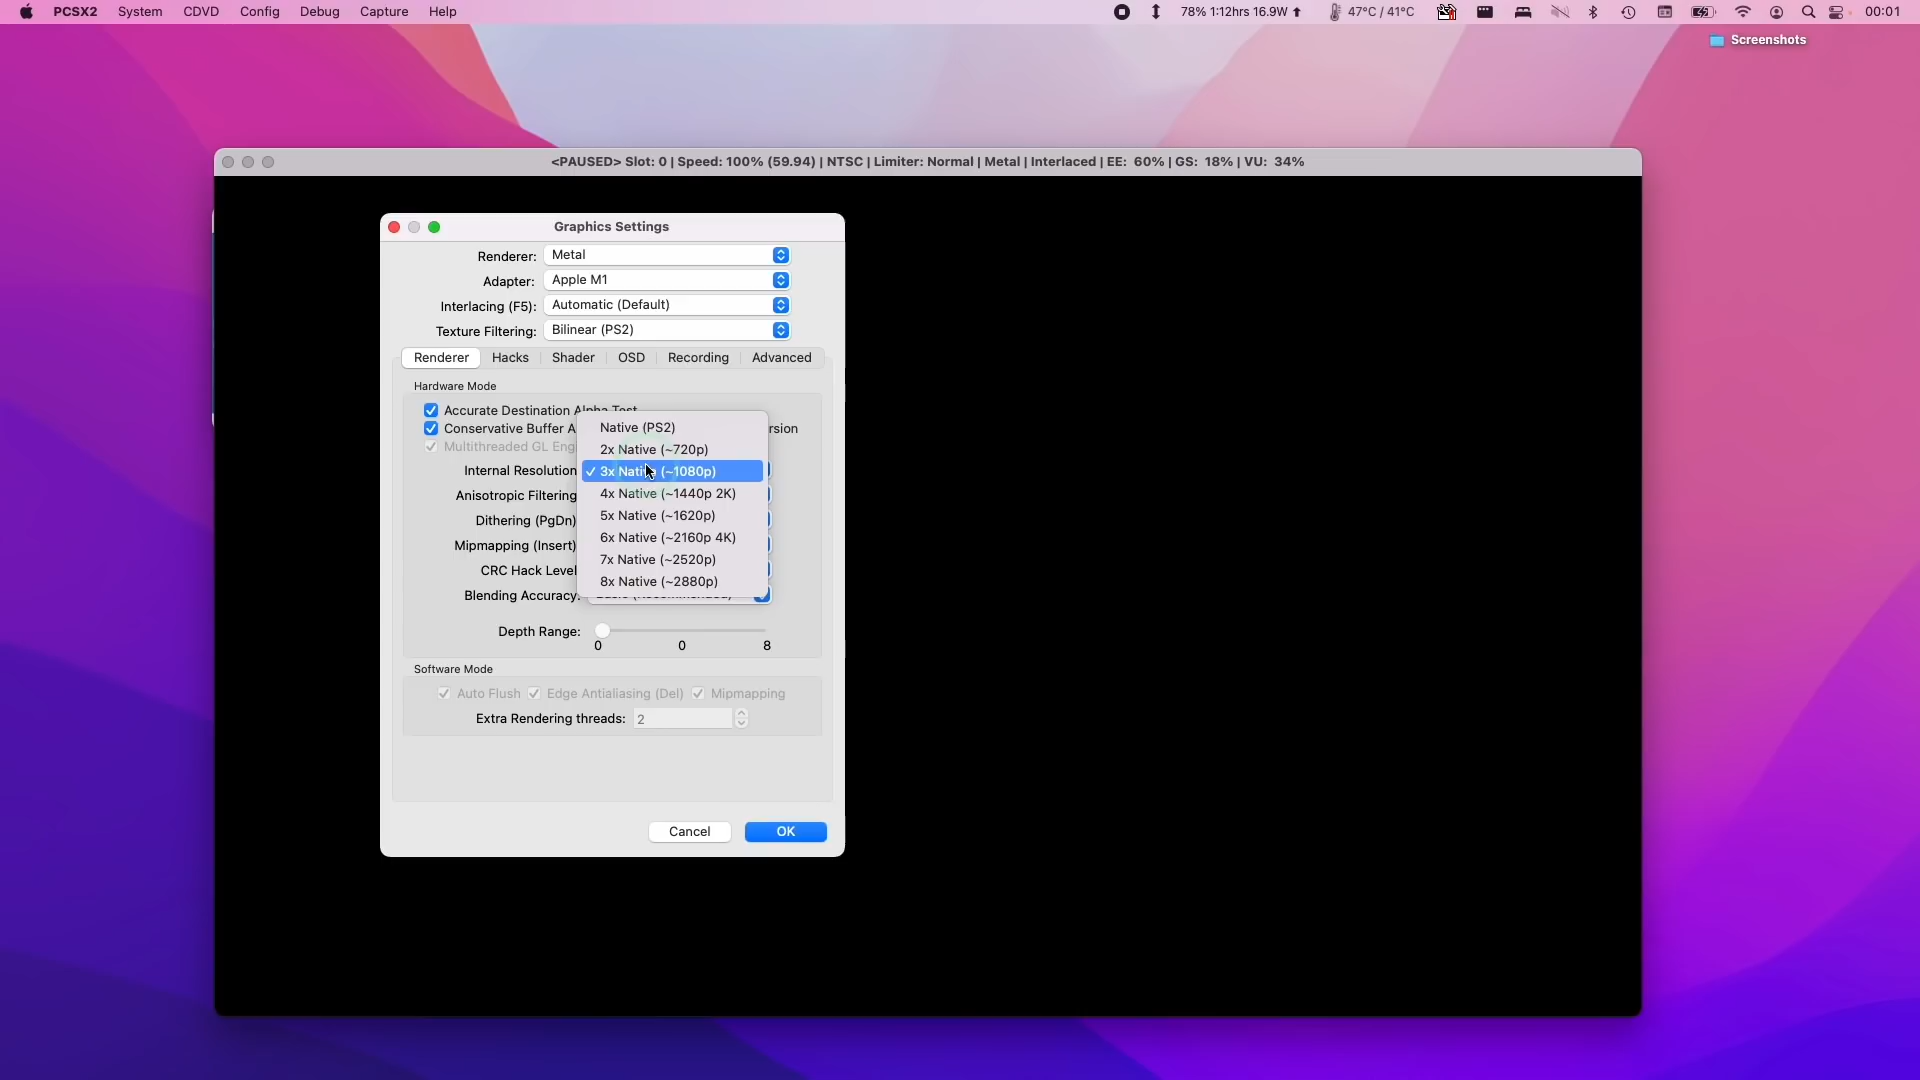 PCSX2 System CDVD Config Debug Capture Help 78% 1:12hrs 16.9W 47°C / 41°C 00:01
Screenshots
<PAUSED> Slot: 0 | Speed: 100% (59.94) | NTSC | Limiter: Normal | Metal | Interlaced | EE: 60% | GS: 18% | VU: 34%
Graphics Settings
Renderer: Metal
Adapter: Apple M1
Interlacing (F5): Automatic (Default)
Texture Filtering: Bilinear (PS2)
Renderer Hacks Shader OSD Recording Advanced
Hardware Mode
Accurate Destination Alpha Test
Conservative Buffer A rsion
Multithreaded GL Eng
Internal Resolution
Anisotropic Filtering
Dithering (PgDn)
Mipmapping (Insert)
CRC Hack Level
Blending Accuracy:
Native (PS2)
2x Native (~720p)
3x Native (~1080p)
4x Native (~1440p 2K)
5x Native (~1620p)
6x Native (~2160p 4K)
7x Native (~2520p)
8x Native (~2880p)
Depth Range:
0 0 8
Software Mode
Auto Flush Edge Antialiasing (Del) Mipmapping
Extra Rendering threads: 2
Cancel OK